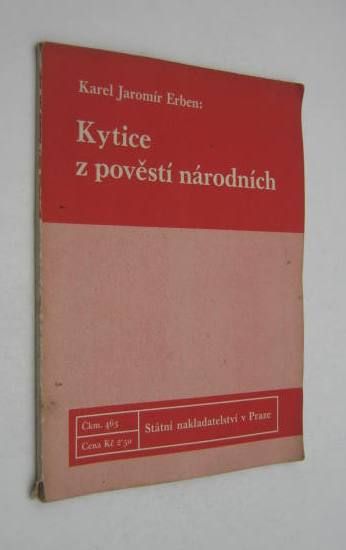 Karel Jaromír Erben:
Kytice
z pověstí národních
Čkm. 465
Cena Kč 2·50
Státní nakladatelství v Praze